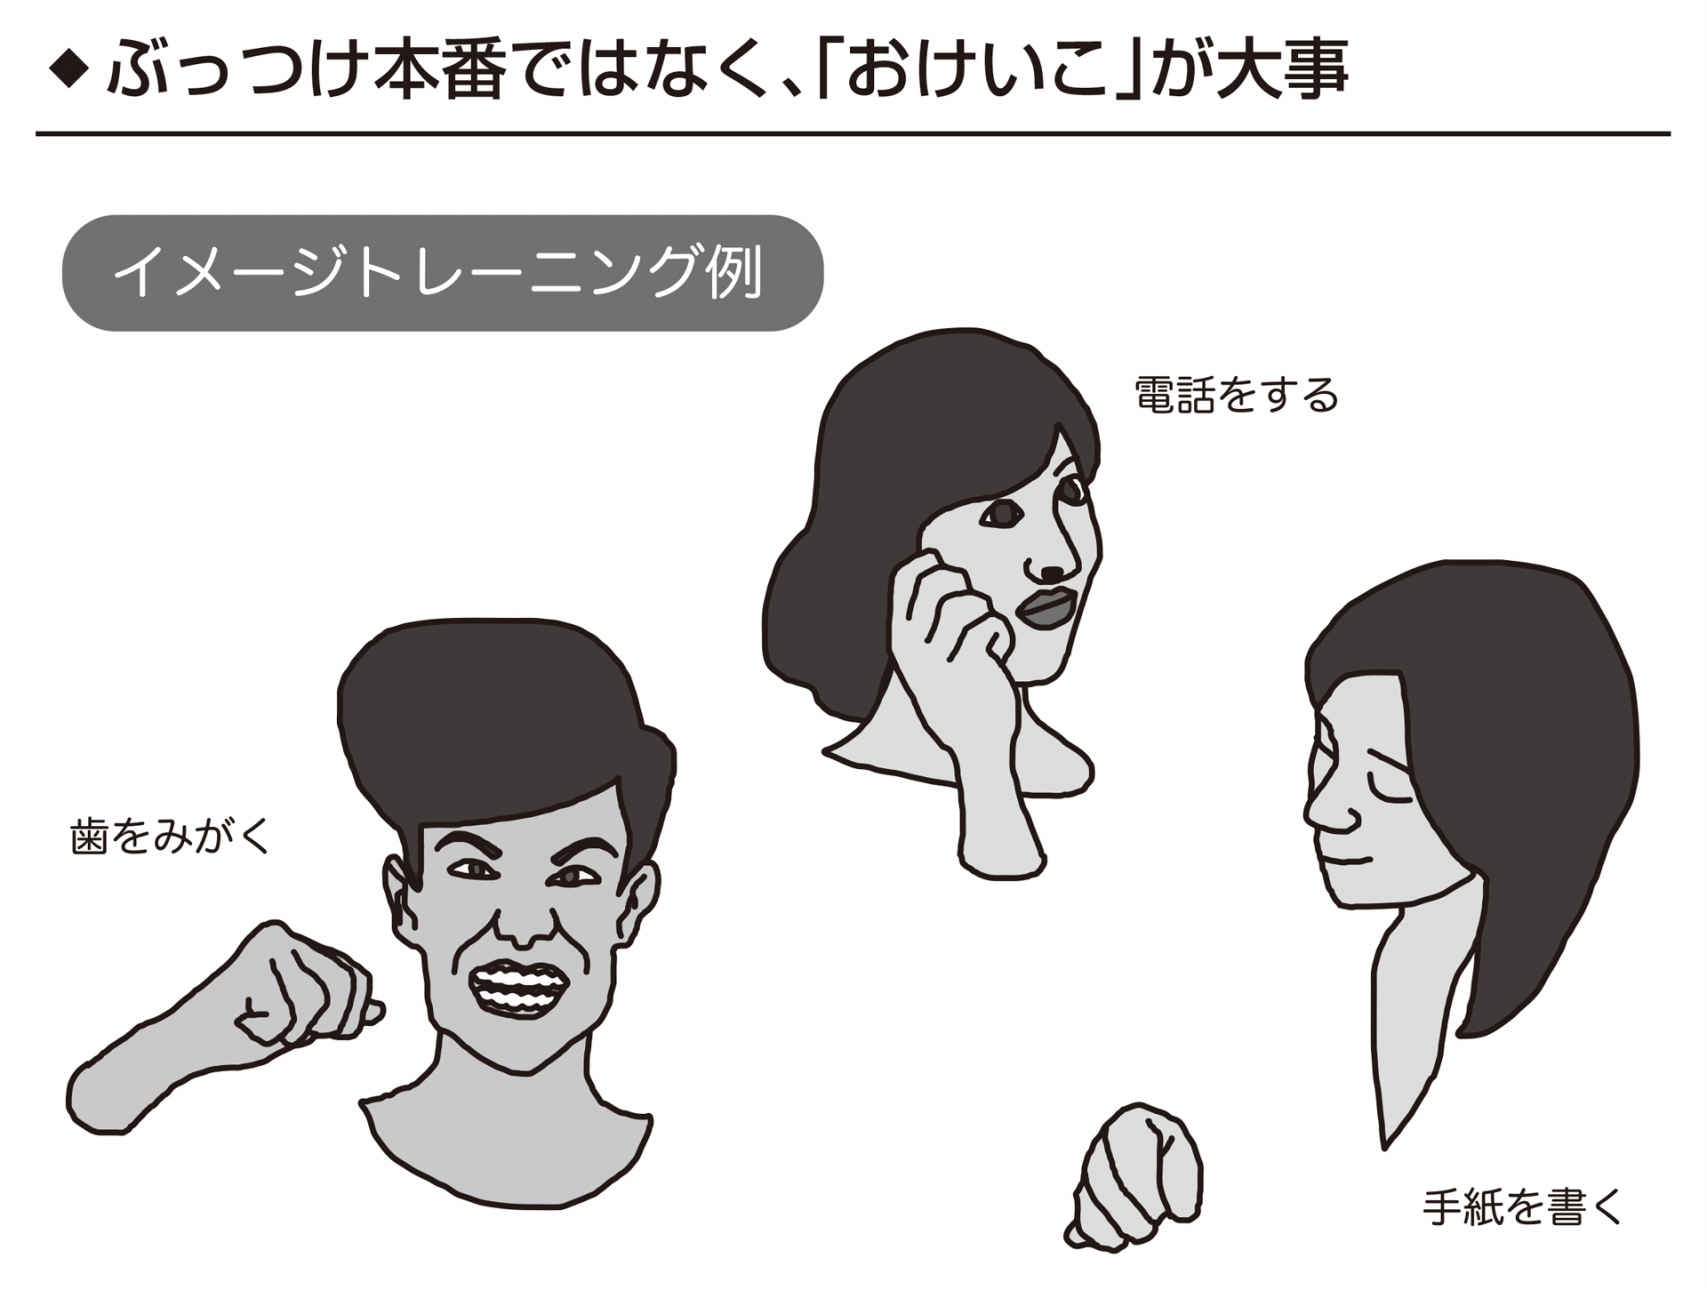 ◆ぶっつけ本番ではなく、「おけいこ」が大事
イメージトレーニング例
電話をする
歯をみがく
手紙を書く